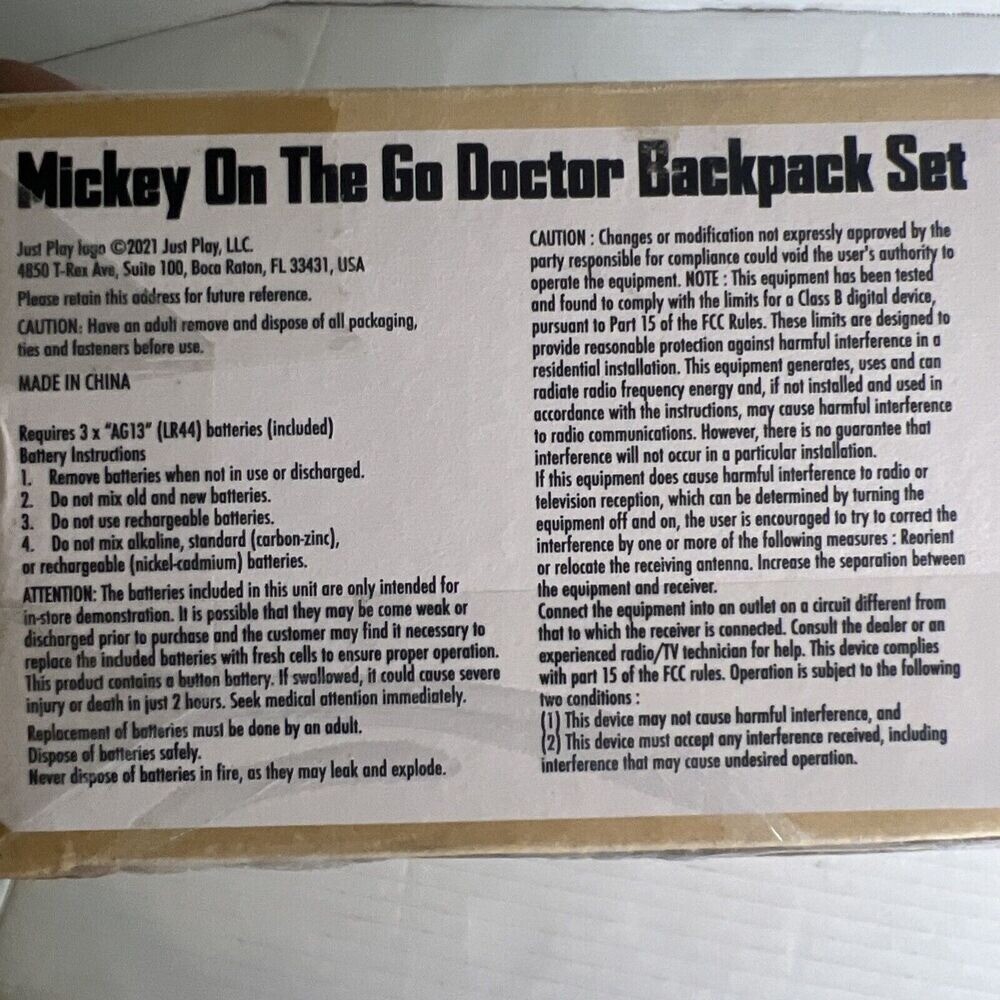 Mickey On The Go Doctor Backpack Set
Just Play logo ©2021 Just Play, LLC.
4850 T-Rex Ave, Suite 100, Boca Raton, FL 33431, USA
Please retain this address for future reference.
CAUTION: Have an adult remove and dispose of all packaging,
ties and fasteners before use.
MADE IN CHINA
Requires 3 x "AG13" (LR44) batteries (included)
Battery Instructions
1. Remove batteries when not in use or discharged.
2. Do not mix old and new batteries.
3. Do not use rechargeable batteries.
4. Do not mix alkaline, standard (carbon-zinc),
or rechargeable (nickel-cadmium) batteries.
ATTENTION: The batteries included in this unit are only intended for
in-store demonstration. It is possible that they may be come weak or
discharged prior to purchase and the customer may find it necessary to
replace the included batteries with fresh cells to ensure proper operation.
This product contains a button battery. If swallowed, it could cause severe
injury or death in just 2 hours. Seek medical attention immediately.
Replacement of batteries must be done by an adult.
Dispose of batteries safely.
Never dispose of batteries in fire, as they may leak and explode.
CAUTION : Changes or modification not expressly approved by the
party responsible for compliance could void the user's authority to
operate the equipment. NOTE : This equipment has been tested
and found to comply with the limits for a Class B digital device,
pursuant to Part 15 of the FCC Rules. These limits are designed to
provide reasonable protection against harmful interference in a
residential installation. This equipment generates, uses and can
radiate radio frequency energy and, if not installed and used in
accordance with the instructions, may cause harmful interference
to radio communications. However, there is no guarantee that
interference will not occur in a particular installation.
If this equipment does cause harmful interference to radio or
television reception, which can be determined by turning the
equipment off and on, the user is encouraged to try to correct the
interference by one or more of the following measures : Reorient
or relocate the receiving antenna. Increase the separation between
the equipment and receiver.
Connect the equipment into an outlet on a circuit different from
that to which the receiver is connected. Consult the dealer or an
experienced radio/TV technician for help. This device complies
with part 15 of the FCC rules. Operation is subject to the following
two conditions :
(1) This device may not cause harmful interference, and
(2) This device must accept any interference received, including
interference that may cause undesired operation.